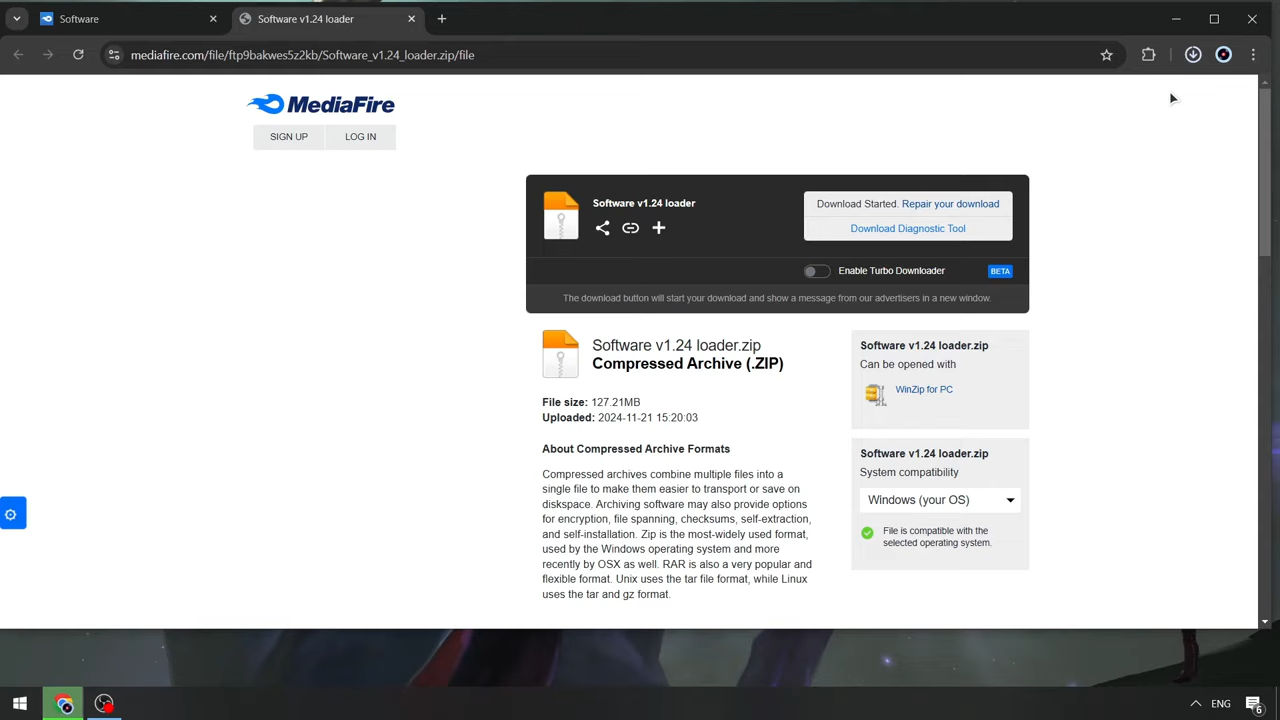 Software
Software v1.24 loader
mediafire.com/file/ftp9bakwes5z2kb/Software_v1.24_loader.zip/file
MediaFire
SIGN UP
LOG IN
Software v1.24 loader
Download Started. Repair your download
Download Diagnostic Tool
Enable Turbo Downloader
BETA
The download button will start your download and show a message from our advertisers in a new window.
Software v1.24 loader.zip
Compressed Archive (.ZIP)
File size: 127.21MB
Uploaded: 2024-11-21 15:20:03
About Compressed Archive Formats
Compressed archives combine multiple files into a
single file to make them easier to transport or save on
diskspace. Archiving software may also provide options
for encryption, file spanning, checksums, self-extraction,
and self-installation. Zip is the most-widely used format,
used by the Windows operating system and more
recently by OSX as well. RAR is also a very popular and
flexible format. Unix uses the tar file format, while Linux
uses the tar and gz format.
Software v1.24 loader.zip
Can be opened with
WinZip for PC
Software v1.24 loader.zip
System compatibility
Windows (your OS)
File is compatible with the
selected operating system.
ENG
6